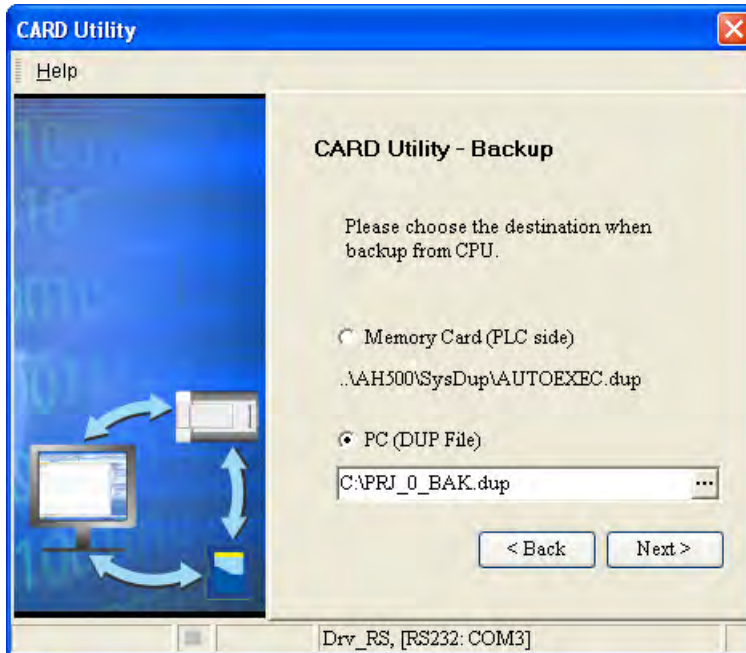 CARD Utility
Help
CARD Utility - Backup
Please choose the destination when
backup from CPU.
Memory Card (PLC side)
..\AH500\SysDup\AUTOEXEC.dup
PC (DUP File)
C:\PRJ_0_BAK.dup
...
< Back
Next >
Drv_RS, [RS232: COM3]